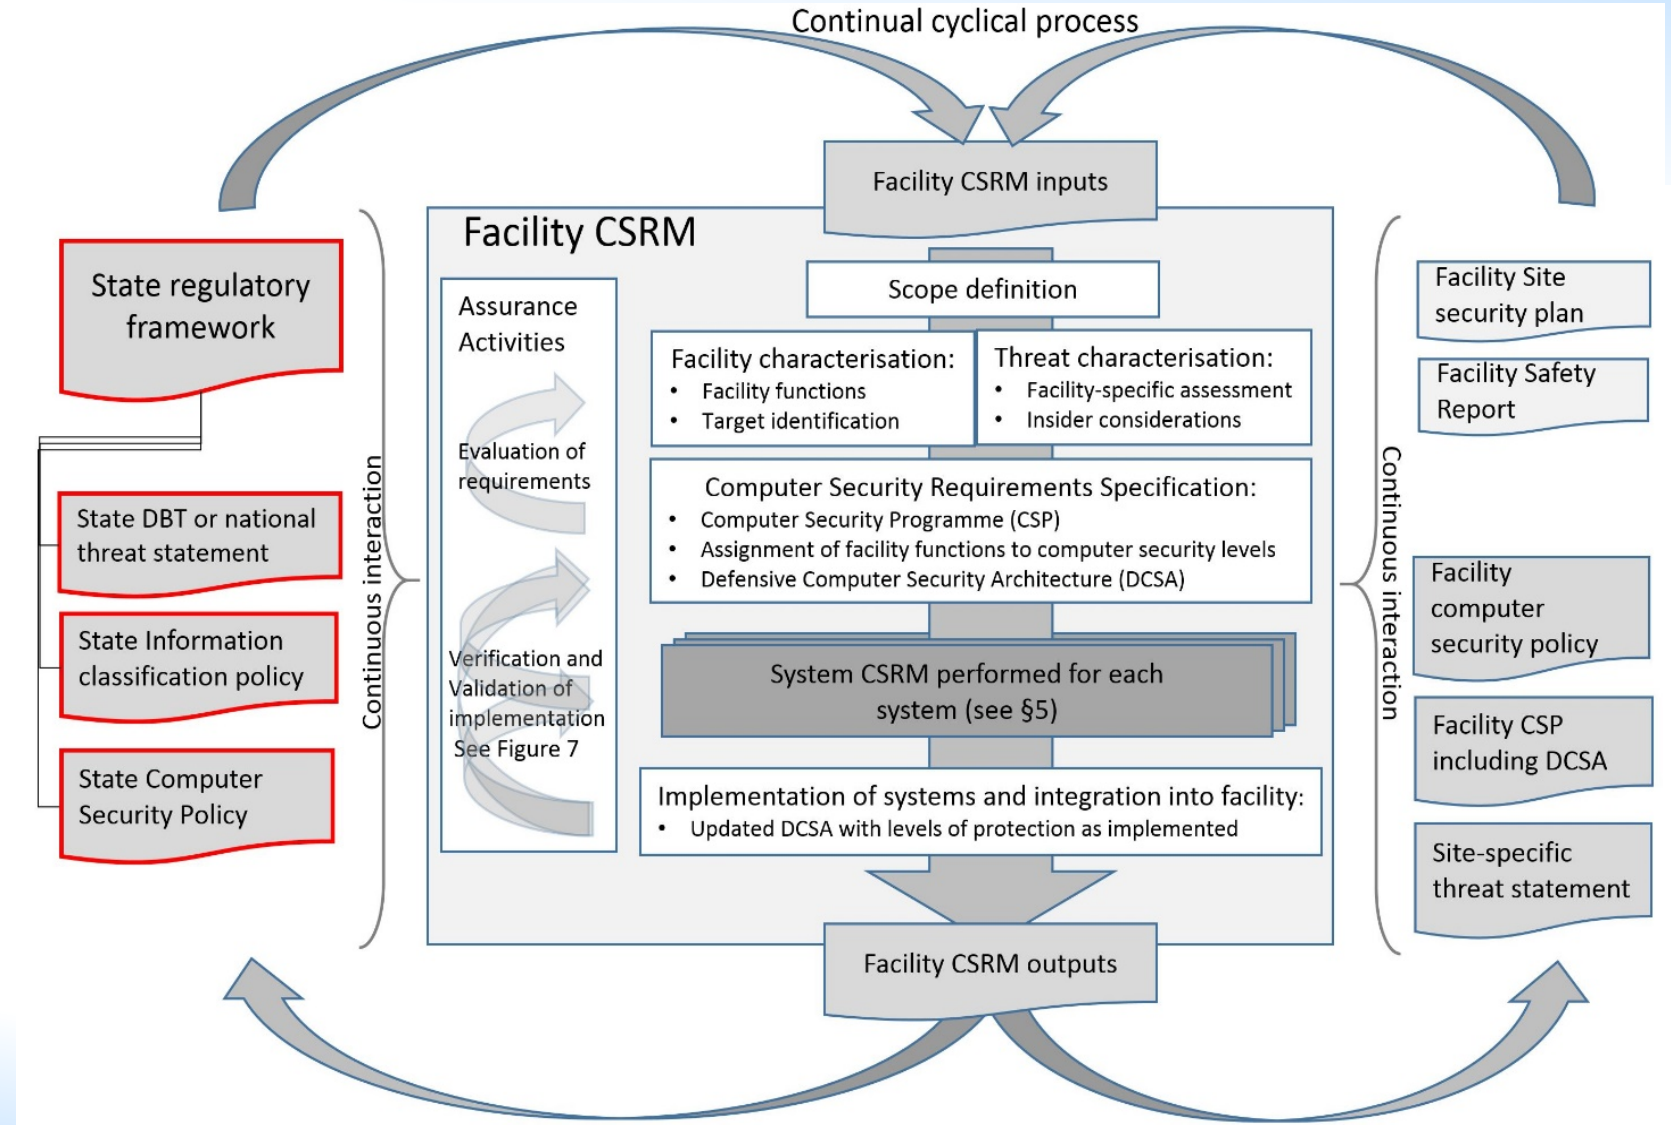 Continual cyclical process
Facility CSRM inputs
Facility CSRM
State regulatory
framework
State DBT or national
threat statement
State Information
classification policy
State Computer
Security Policy
Continuous interaction
Assurance
Activities
Evaluation of
requirements
Verification and
Validation of
implementation
See Figure 7
Scope definition
Facility characterisation:
• Facility functions
• Target identification
Threat characterisation:
• Facility-specific assessment
• Insider considerations
Computer Security Requirements Specification:
• Computer Security Programme (CSP)
• Assignment of facility functions to computer security levels
• Defensive Computer Security Architecture (DCSA)
System CSRM performed for each
system (see §5)
Implementation of systems and integration into facility:
• Updated DCSA with levels of protection as implemented
Facility CSRM outputs
Continuous interaction
Facility Site
security plan
Facility Safety
Report
Facility
computer
security policy
Facility CSP
including DCSA
Site-specific
threat statement